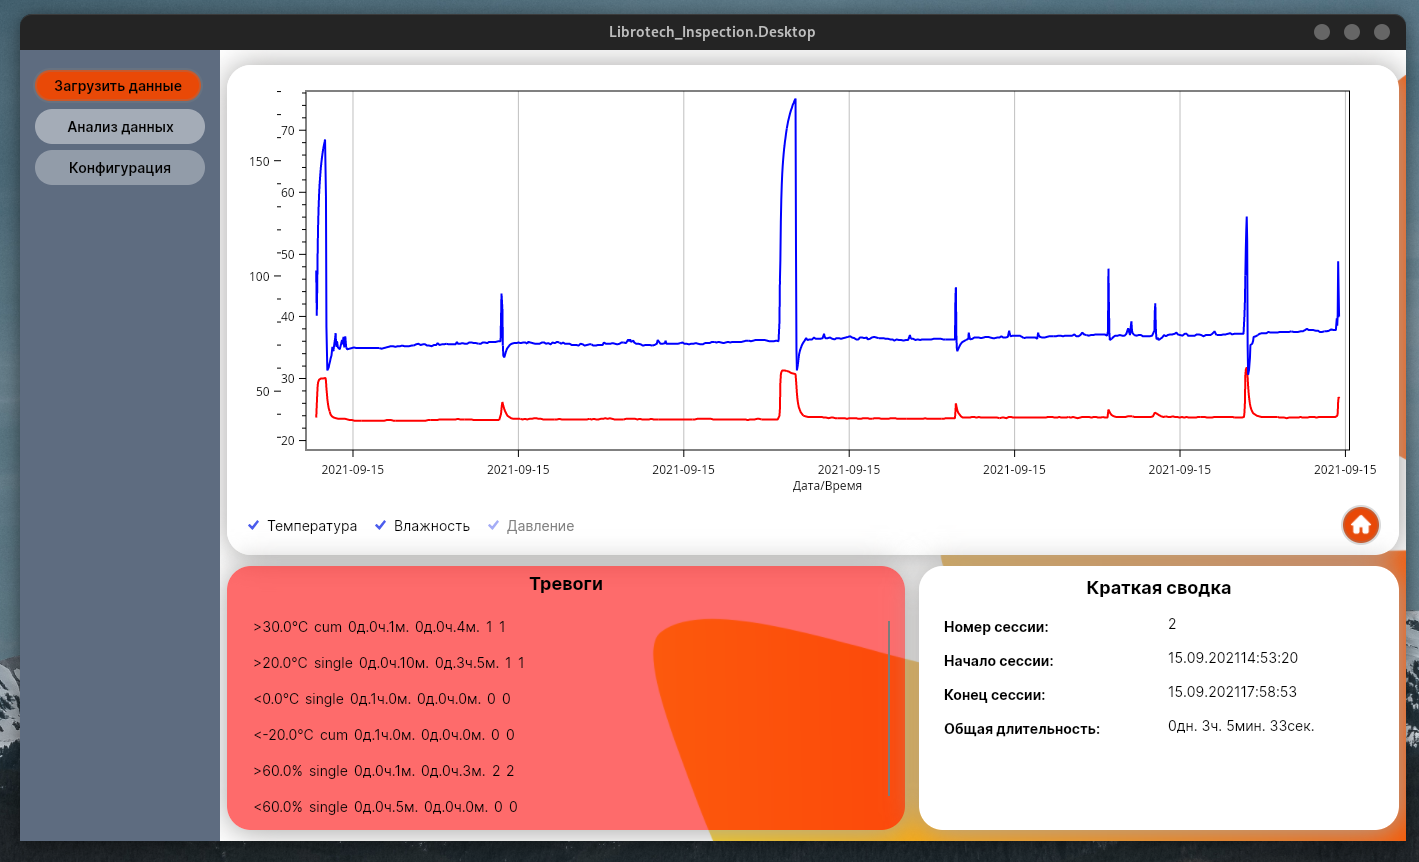 Librotech_Inspection.Desktop
Загрузить данные
Анализ данных
Конфигурация
70
150
60
50
100
40
30
50
20
2021-09-15 2021-09-15 2021-09-15 2021-09-15 2021-09-15 2021-09-15 2021-09-15
Дата/Время
Температура Влажность Давление
Тревоги
>30.0°C cum 0д.0ч.1м. 0д.0ч.4м. 1 1
>20.0°C single 0д.0ч.10м. 0д.3ч.5м. 1 1
<0.0°C single 0д.1ч.0м. 0д.0ч.0м. 0 0
<-20.0°C cum 0д.1ч.0м. 0д.0ч.0м. 0 0
>60.0% single 0д.0ч.1м. 0д.0ч.3м. 2 2
<60.0% single 0д.0ч.5м. 0д.0ч.0м. 0 0
Краткая сводка
Номер сессии: 2
Начало сессии: 15.09.202114:53:20
Конец сессии: 15.09.202117:58:53
Общая длительность: 0дн. 3ч. 5мин. 33сек.